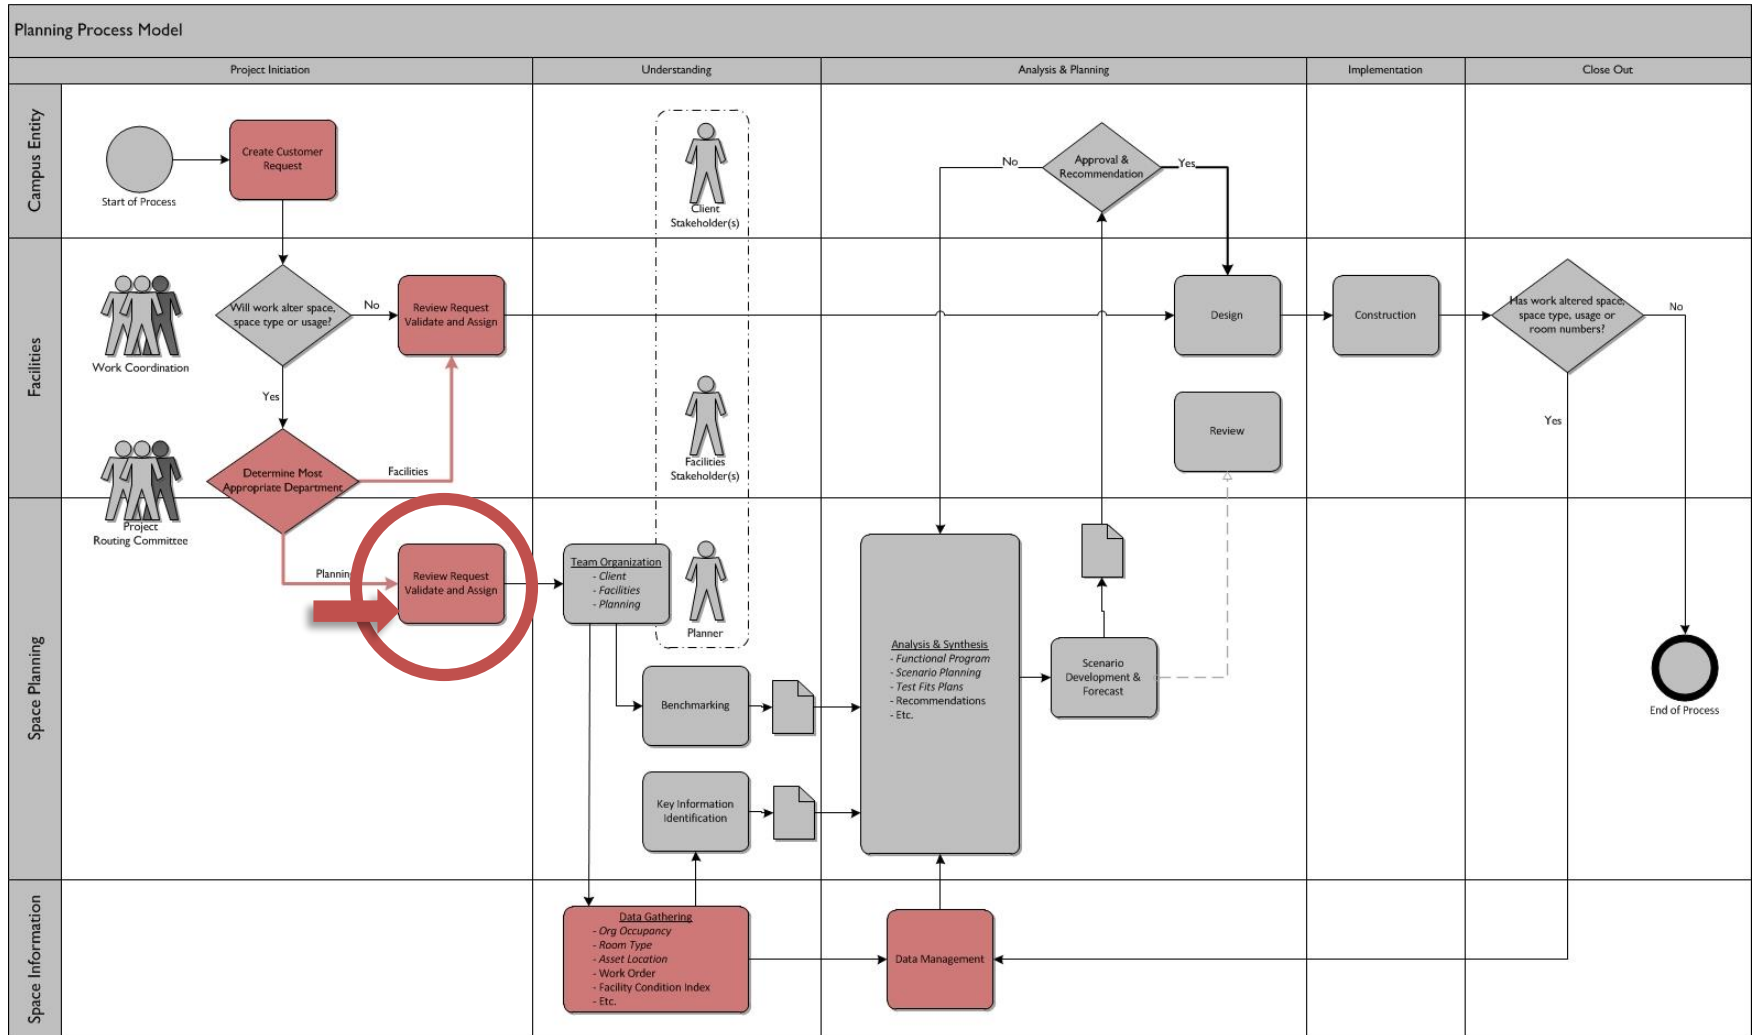 Planning Process Model
Project Initiation
Understanding
Analysis & Planning
Implementation
Close Out
Campus Entity
Start of Process
Create Customer
Request
Client
Stakeholder(s)
No
Approval &
Recommendation
Yes
Facilities
Work Coordination
Will work alter space,
space type or usage?
No
Review Request
Validate and Assign
Yes
Design
Construction
Has work altered space,
space type, usage or
room numbers?
No
Yes
Project
Routing Committee
Determine Most
Appropriate Department
Facilities
Facilities
Stakeholder(s)
Review
Space Planning
Planning
Review Request
Validate and Assign
Team Organization
- Client
- Facilities
- Planning
Planner
Benchmarking
Key Information
Identification
Analysis & Synthesis
- Functional Program
- Scenario Planning
- Test Fits Plans
- Recommendations
- Etc.
Scenario
Development &
Forecast
End of Process
Space Information
Data Gathering
- Org Occupancy
- Room Type
- Asset Location
- Work Order
- Facility Condition Index
- Etc.
Data Management